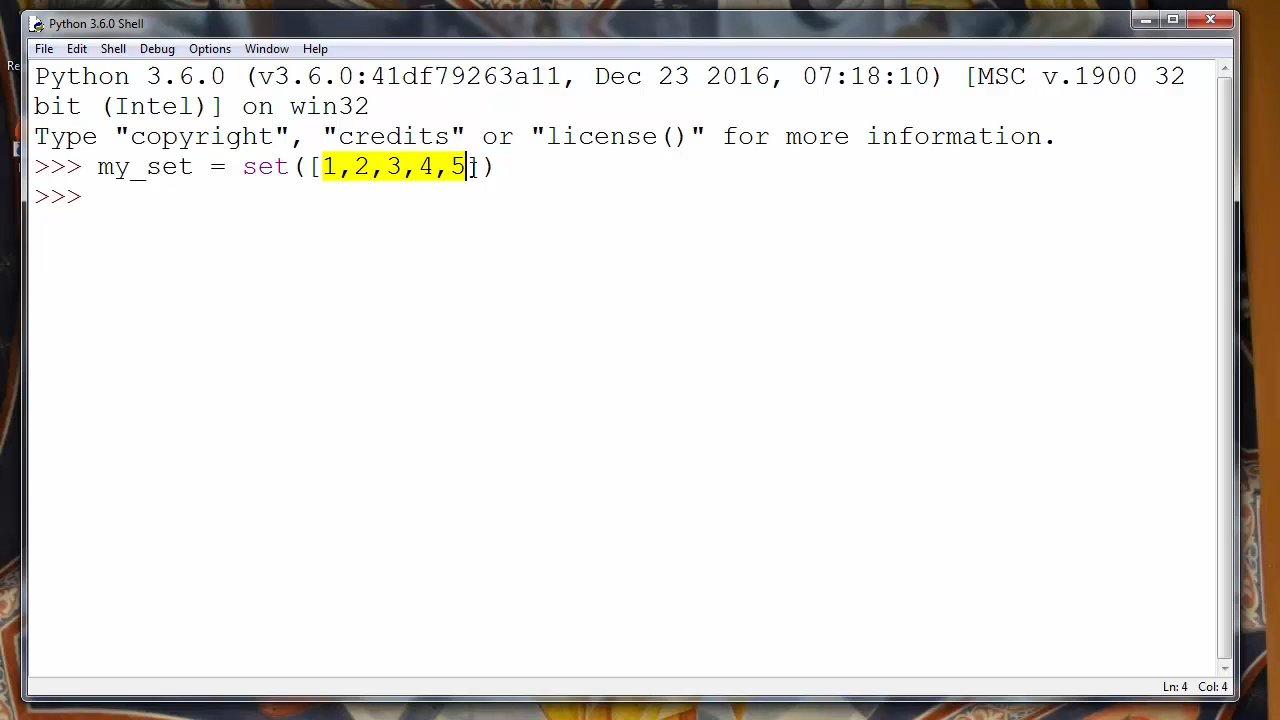 Python 3.6.0 Shell
File Edit Shell Debug Options Window Help
Re
Python 3.6.0 (v3.6.0:41df79263a11, Dec 23 2016, 07:18:10) [MSC v.1900 32
bit (Intel)] on win32
Type "copyright", "credits" or "license()" for more information.
>>> my_set = set([1,2,3,4,5])
>>>
Ln: 4 Col: 4